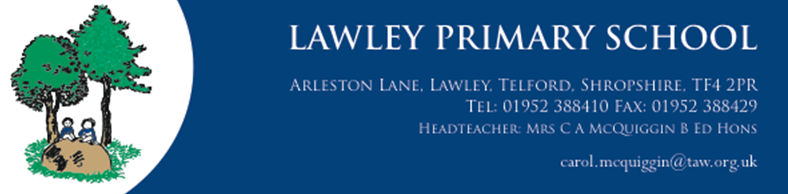 LAWLEY PRIMARY SCHOOL
ARLESTON LANE, LAWLEY, TELFORD, SHROPSHIRE, TF4 2PR
TEL: 01952 388410 FAX: 01952 388429
HEADTEACHER: MRS C A MCQUIGGIN B ED HONS
carol.mcquiggin@taw.org.uk